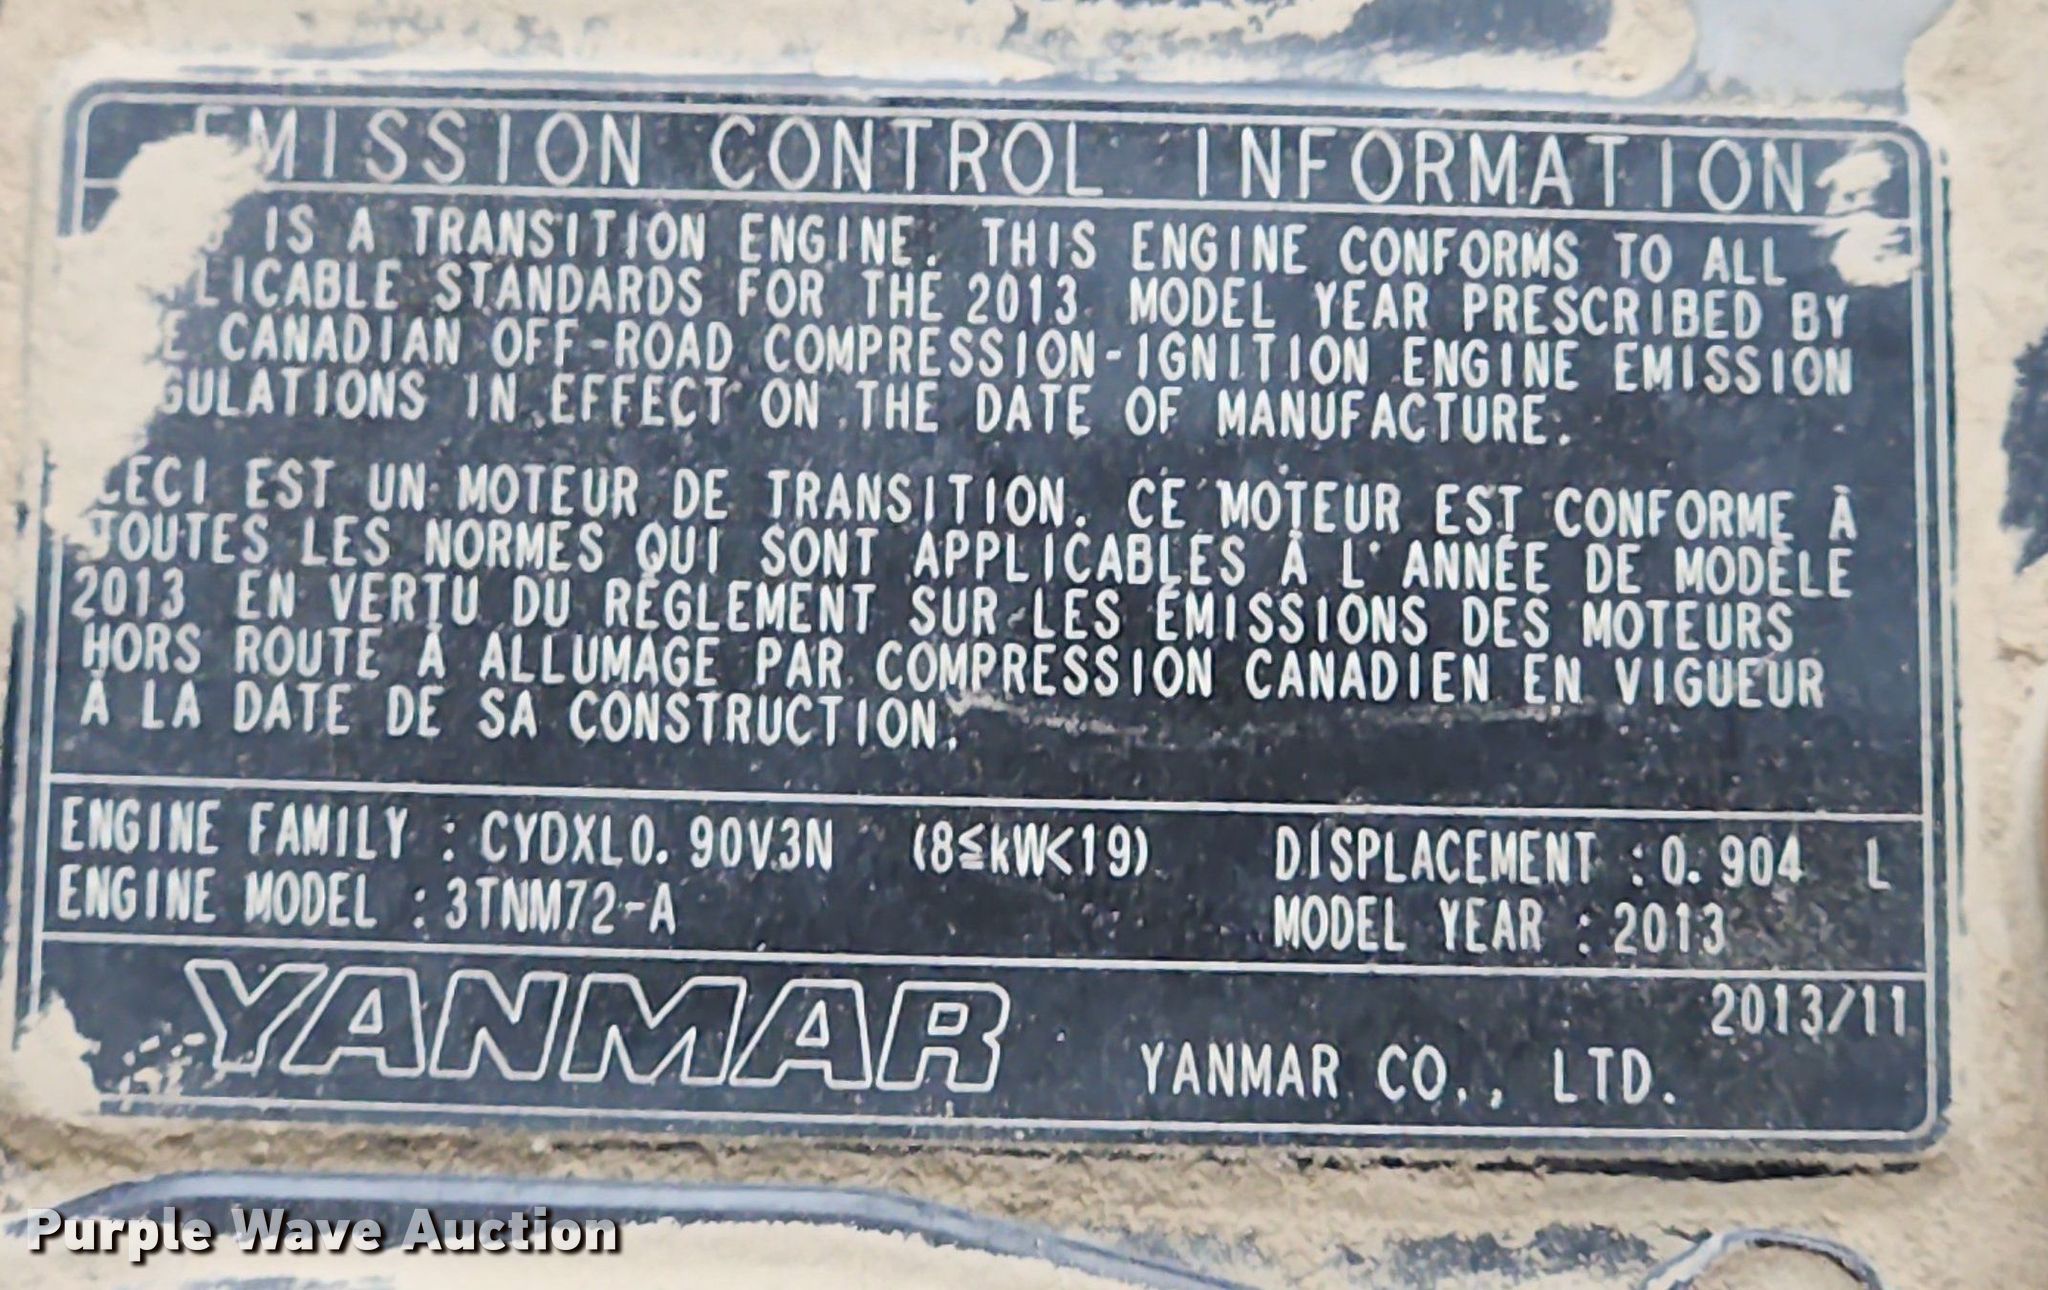 EMISSION CONTROL INFORMATION
IS A TRANSITION ENGINE. THIS ENGINE CONFORMS TO ALL
LICABLE STANDARDS FOR THE 2013 MODEL YEAR PRESCRIBED BY
E CANADIAN OFF-ROAD COMPRESSION-IGNITION ENGINE EMISSION
GULATIONS IN EFFECT ON THE DATE OF MANUFACTURE.
CECI EST UN MOTEUR DE TRANSITION. CE MOTEUR EST CONFORME À
TOUTES LES NORMES QUI SONT APPLICABLES À L'ANNÉE DE MODÈLE
2013 EN VERTU DU RÈGLEMENT SUR LES ÉMISSIONS DES MOTEURS
HORS ROUTE À ALLUMAGE PAR COMPRESSION CANADIEN EN VIGUEUR
À LA DATE DE SA CONSTRUCTION.
ENGINE FAMILY : CYDXL0.90V3N (8≦kW<19) DISPLACEMENT :0.904 L
ENGINE MODEL :3TNM72-A MODEL YEAR :2013
2013/11
YANMAR YANMAR CO., LTD.
Purple Wave Auction